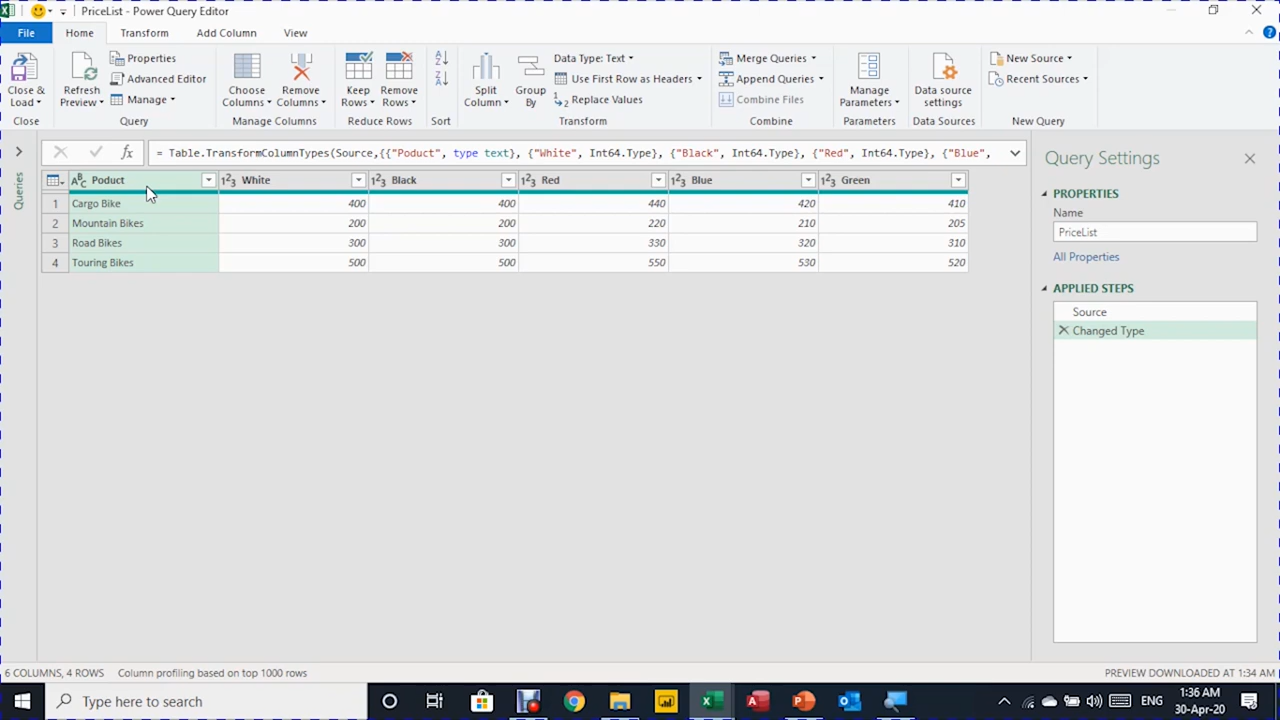 PriceList - Power Query Editor
File Home Transform Add Column View
Close & Load
Refresh Preview
Properties
Advanced Editor
Manage
Choose Columns
Remove Columns
Keep Rows
Remove Rows
Split Column
Group By
Data Type: Text
Use First Row as Headers
Replace Values
Merge Queries
Append Queries
Combine Files
Manage Parameters
Data source settings
New Source
Recent Sources
Close Query Manage Columns Reduce Rows Sort Transform Combine Parameters Data Sources New Query
Queries
fx = Table.TransformColumnTypes(Source,{{"Poduct", type text}, {"White", Int64.Type}, {"Black", Int64.Type}, {"Red", Int64.Type}, {"Blue",
ABC Poduct 123 White 123 Black 123 Red 123 Blue 123 Green
1 Cargo Bike 400 400 440 420 410
2 Mountain Bikes 200 200 220 210 205
3 Road Bikes 300 300 330 320 310
4 Touring Bikes 500 500 550 530 520
Query Settings
PROPERTIES
Name
PriceList
All Properties
APPLIED STEPS
Source
Changed Type
6 COLUMNS, 4 ROWS Column profiling based on top 1000 rows PREVIEW DOWNLOADED AT 1:34 AM
Type here to search
ENG
1:36 AM
30-Apr-20